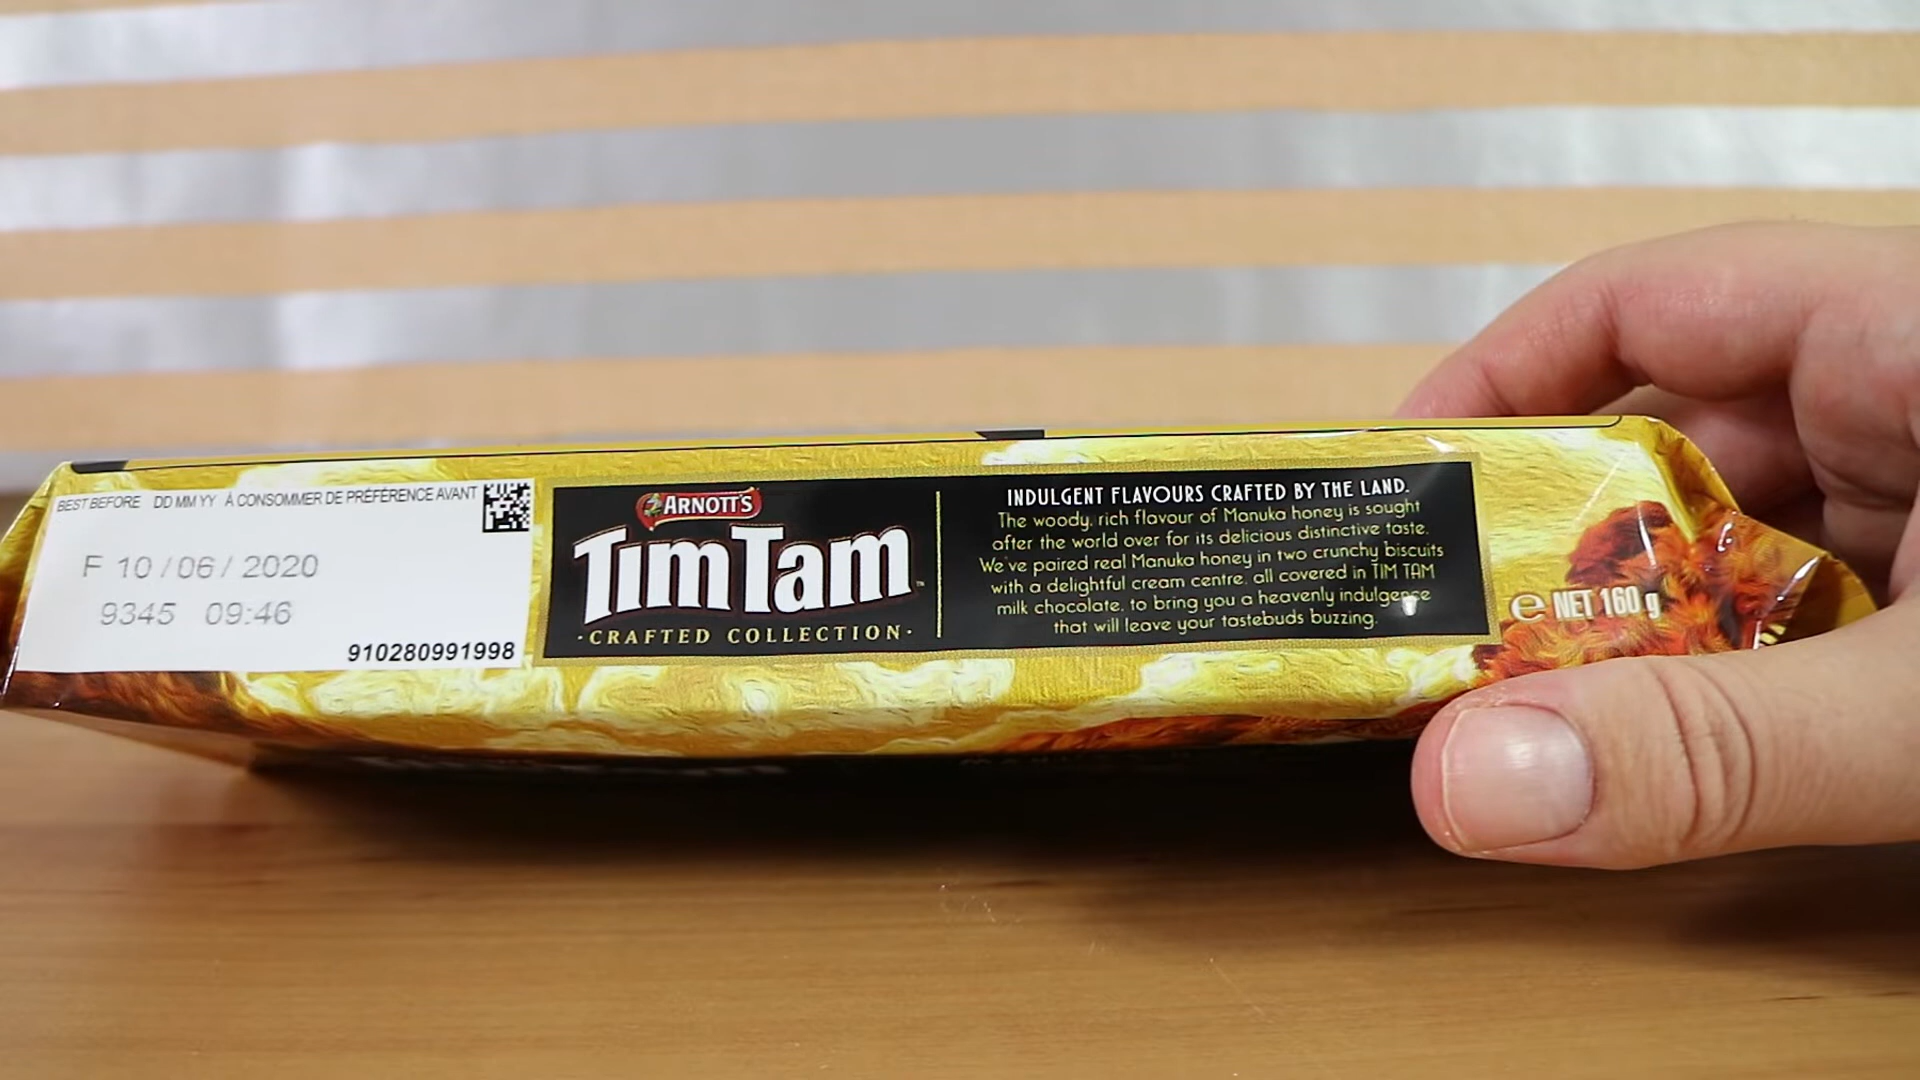 BEST BEFORE DD MM YY À CONSOMMER DE PRÉFÉRENCE AVANT
F 10/06/2020
9345 09:46
910280991998
ARNOTT'S
Tim Tam
· CRAFTED COLLECTION ·
INDULGENT FLAVOURS CRAFTED BY THE LAND.
The woody, rich flavour of Manuka honey is sought
after the world over for its delicious distinctive taste.
We've paired real Manuka honey in two crunchy biscuits
with a delightful cream centre, all covered in TIM TAM
milk chocolate, to bring you a heavenly indulgence
that will leave your tastebuds buzzing.
e NET 160 g